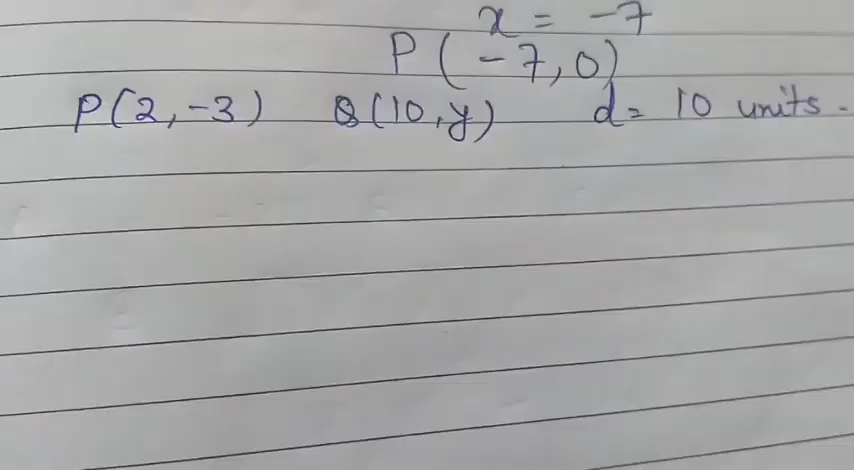 x = -7
P(-7,0)
P(2,-3) Q(10,y) d= 10 units.